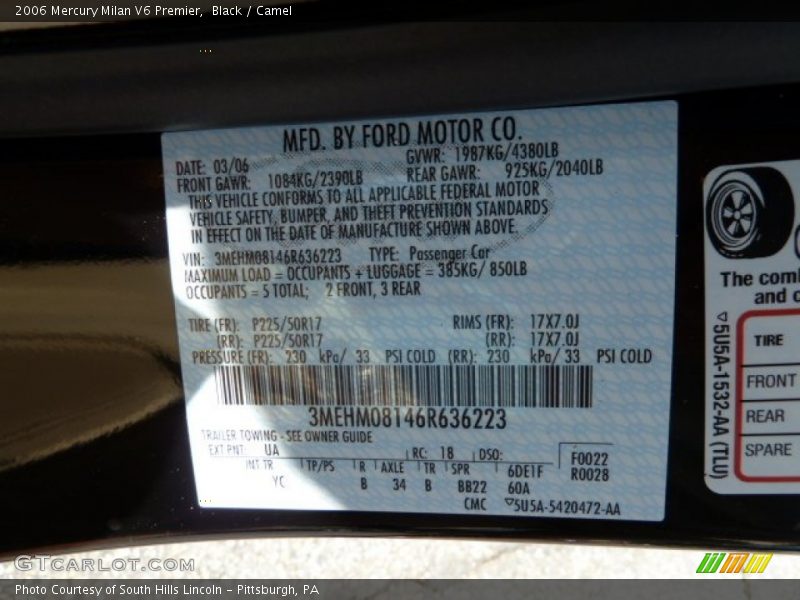 2006 Mercury Milan V6 Premier, Black / Camel
MFD. BY FORD MOTOR CO.
DATE: 03/06 GVWR: 1987KG/4380LB
FRONT GAWR: 1084KG/2390LB REAR GAWR: 925KG/2040LB
THIS VEHICLE CONFORMS TO ALL APPLICABLE FEDERAL MOTOR
VEHICLE SAFETY, BUMPER, AND THEFT PREVENTION STANDARDS
IN EFFECT ON THE DATE OF MANUFACTURE SHOWN ABOVE.
VIN: 3MEHM08146R636223 TYPE: Passenger Car
MAXIMUM LOAD = OCCUPANTS + LUGGAGE = 385KG/ 850LB
OCCUPANTS = 5 TOTAL; 2 FRONT, 3 REAR
TIRE (FR): P225/50R17 RIMS (FR): 17X7.0J
(RR): P225/50R17 (RR): 17X7.0J
PRESSURE (FR): 230 kPa/ 33 PSI COLD (RR): 230 kPa/ 33 PSI COLD
3MEHM08146R636223
TRAILER TOWING - SEE OWNER GUIDE
EXT PNT: UA RC: 18 DSO: F0022
INT TR TP/PS R AXLE TR SPR 6DE1F R0028
YC B 34 B BB22 60A
CMC 5U5A-5420472-AA
The comb
and c
5U5A-1532-AA (TLU)
TIRE
FRONT
REAR
SPARE
GTCARLOT.COM
Photo Courtesy of South Hills Lincoln - Pittsburgh, PA